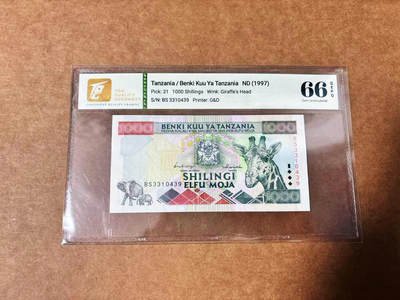 Tanzania / Benki Kuu Ya Tanzania ND (1997)
Pick: 31 1000 Shillings Wmk: Giraffe's Head
S/N: BS 3310439 Printer: G&D
66
BENKI KUU YA TANZANIA
1000
1000
BS3310439
BS3310439
SHILINGI
ELFU MOJA
1000